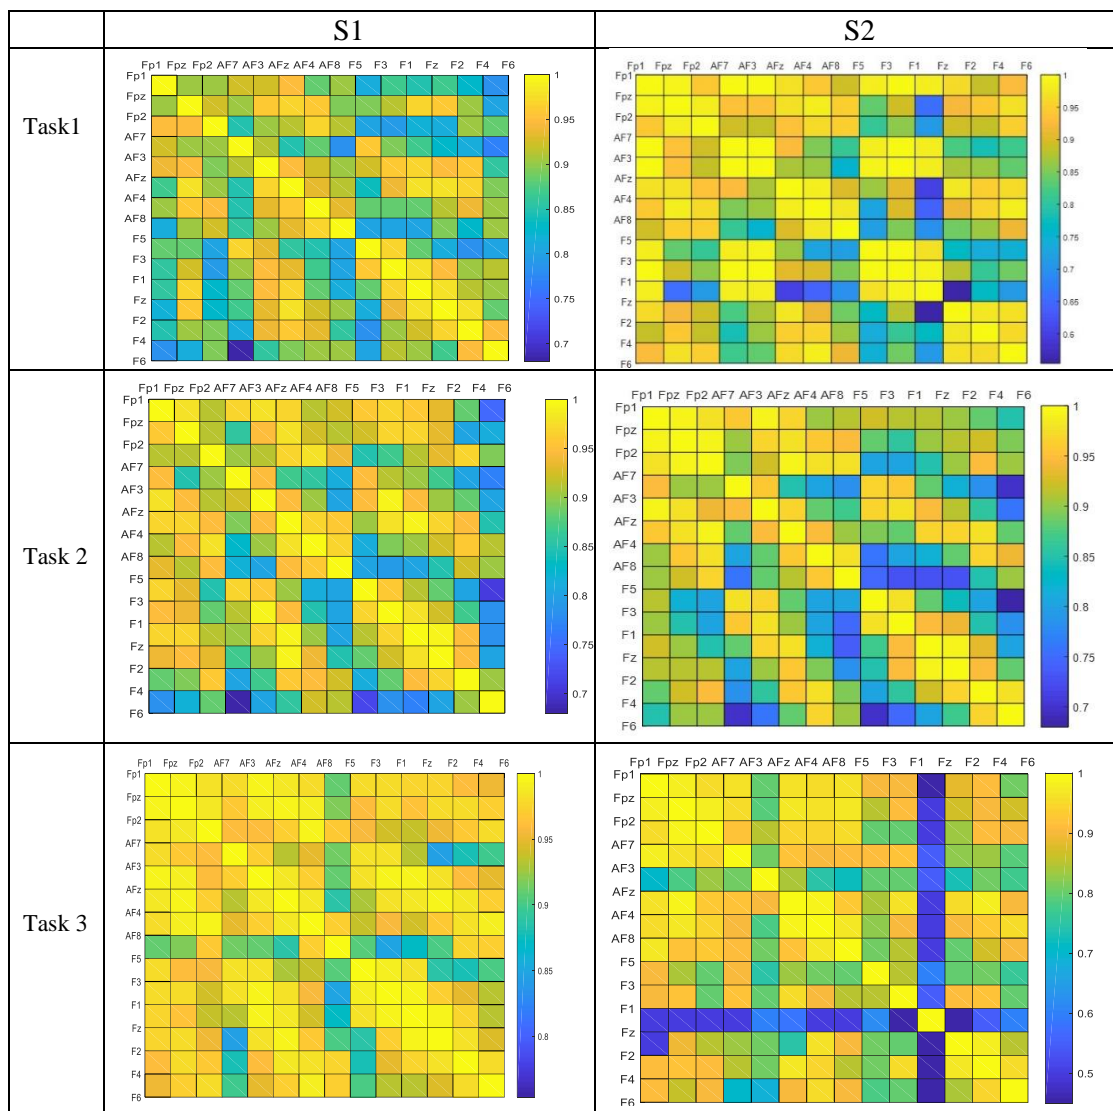 S1 S2
Task1
Fp1 Fpz Fp2 AF7 AF3 AFz AF4 AF8 F5 F3 F1 Fz F2 F4 F6
Fp1
Fpz
Fp2
AF7
AF3
AFz
AF4
AF8
F5
F3
F1
Fz
F2
F4
F6
1
0.95
0.9
0.85
0.8
0.75
0.7
Fp1 Fpz Fp2 AF7 AF3 AFz AF4 AF8 F5 F3 F1 Fz F2 F4 F6
Fp1
Fpz
Fp2
AF7
AF3
AFz
AF4
AF8
F5
F3
F1
Fz
F2
F4
F6
1
0.95
0.9
0.85
0.8
0.75
0.7
0.65
0.6
Task 2
Fp1 Fpz Fp2 AF7 AF3 AFz AF4 AF8 F5 F3 F1 Fz F2 F4 F6
Fp1
Fpz
Fp2
AF7
AF3
AFz
AF4
AF8
F5
F3
F1
Fz
F2
F4
F6
1
0.95
0.9
0.85
0.8
0.75
0.7
Fp1 Fpz Fp2 AF7 AF3 AFz AF4 AF8 F5 F3 F1 Fz F2 F4 F6
Fp1
Fpz
Fp2
AF7
AF3
AFz
AF4
AF8
F5
F3
F1
Fz
F2
F4
F6
1
0.95
0.9
0.85
0.8
0.75
0.7
Task 3
Fp1 Fpz Fp2 AF7 AF3 AFz AF4 AF8 F5 F3 F1 Fz F2 F4 F6
Fp1
Fpz
Fp2
AF7
AF3
AFz
AF4
AF8
F5
F3
F1
Fz
F2
F4
F6
1
0.95
0.9
0.85
0.8
Fp1 Fpz Fp2 AF7 AF3 AFz AF4 AF8 F5 F3 F1 Fz F2 F4 F6
Fp1
Fpz
Fp2
AF7
AF3
AFz
AF4
AF8
F5
F3
F1
Fz
F2
F4
F6
1
0.9
0.8
0.7
0.6
0.5